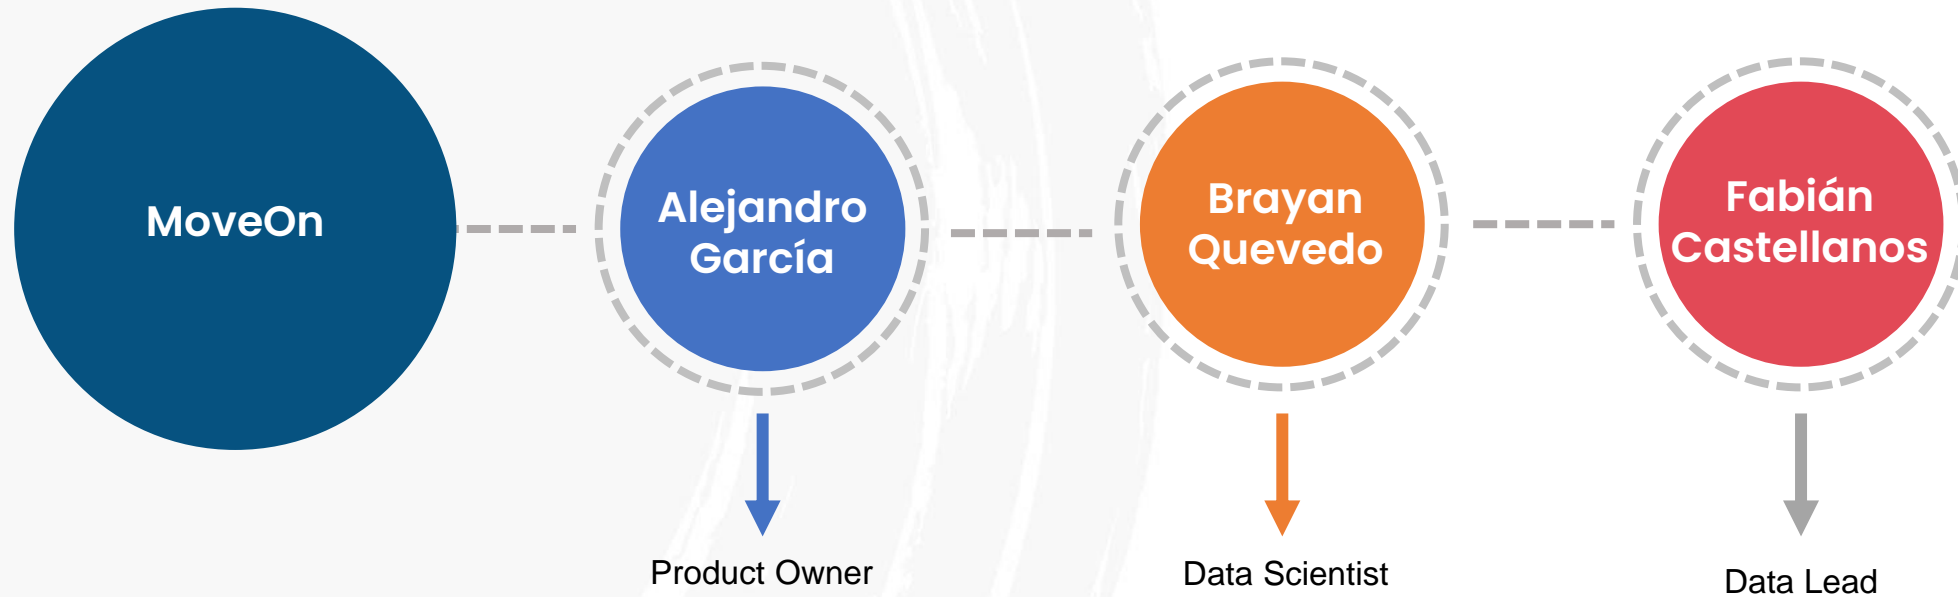 MoveOn
Alejandro
García
Brayan
Quevedo
Fabián
Castellanos
Product Owner
Data Scientist
Data Lead